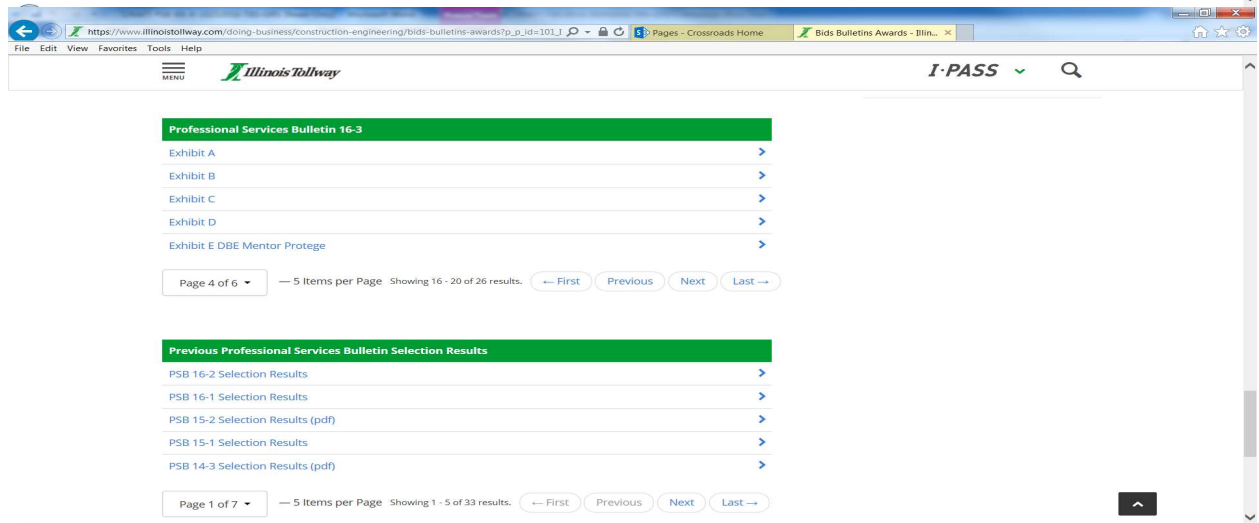 https://www.illinoistollway.com/doing-business/construction-engineering/bids-bulletins-awards?p_p_id=101_I
Pages - Crossroads Home
Bids Bulletins Awards - Illin...
File Edit View Favorites Tools Help
MENU
Illinois Tollway
I·PASS
Professional Services Bulletin 16-3
Exhibit A
Exhibit B
Exhibit C
Exhibit D
Exhibit E DBE Mentor Protege
Page 4 of 6 — 5 Items per Page Showing 16 - 20 of 26 results. ← First Previous Next Last →
Previous Professional Services Bulletin Selection Results
PSB 16-2 Selection Results
PSB 16-1 Selection Results
PSB 15-2 Selection Results (pdf)
PSB 15-1 Selection Results
PSB 14-3 Selection Results (pdf)
Page 1 of 7 — 5 Items per Page Showing 1 - 5 of 33 results. ← First Previous Next Last →